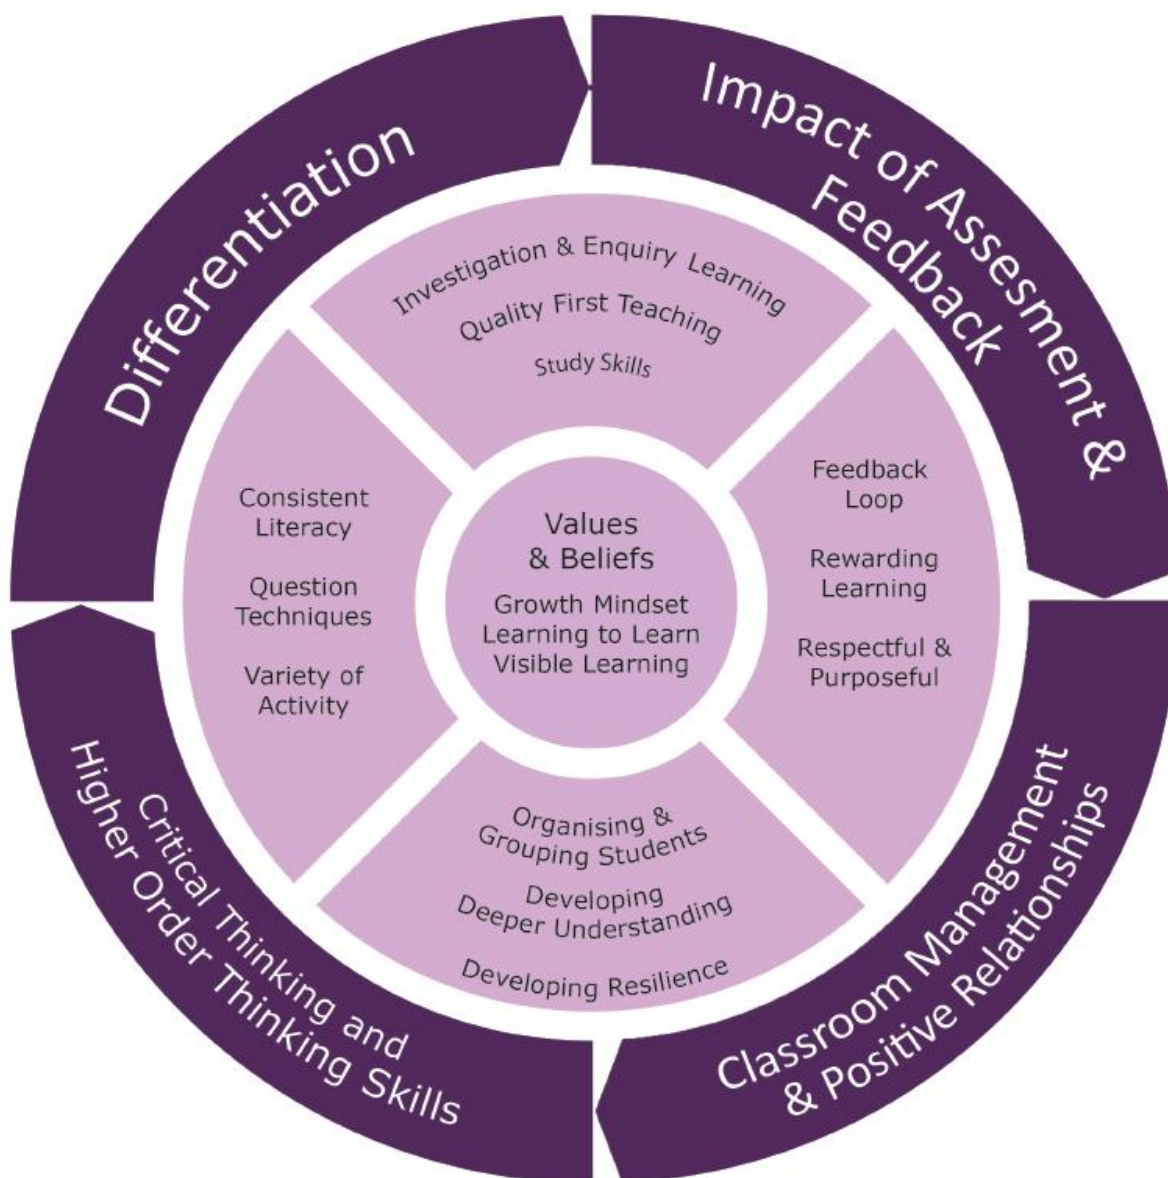 Differentiation
Impact of Assessment &
Feedback
Investigation & Enquiry Learning
Quality First Teaching
Study Skills
Consistent
Literacy
Question
Techniques
Variety of
Activity
Values
& Beliefs
Growth Mindset
Learning to Learn
Visible Learning
Feedback
Loop
Rewarding
Learning
Respectful &
Purposeful
Organising &
Grouping Students
Developing
Deeper Understanding
Developing Resilience
Critical Thinking and
Higher Order Thinking Skills
Classroom Management
& Positive Relationships